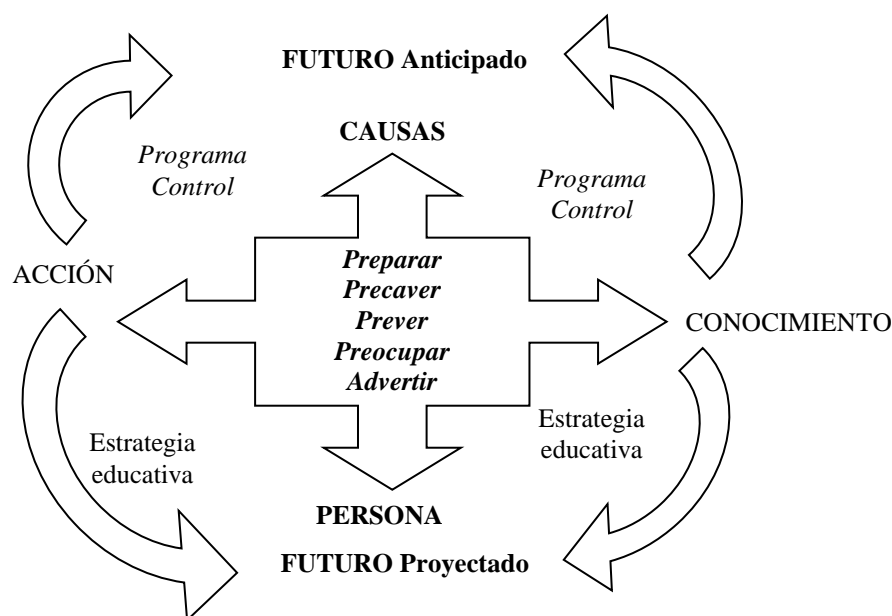 FUTURO Anticipado
CAUSAS
Programa
Control
Programa
Control
ACCIÓN
Preparar
Precaver
Prever
Preocupar
Advertir
CONOCIMIENTO
Estrategia
educativa
Estrategia
educativa
PERSONA
FUTURO Proyectado